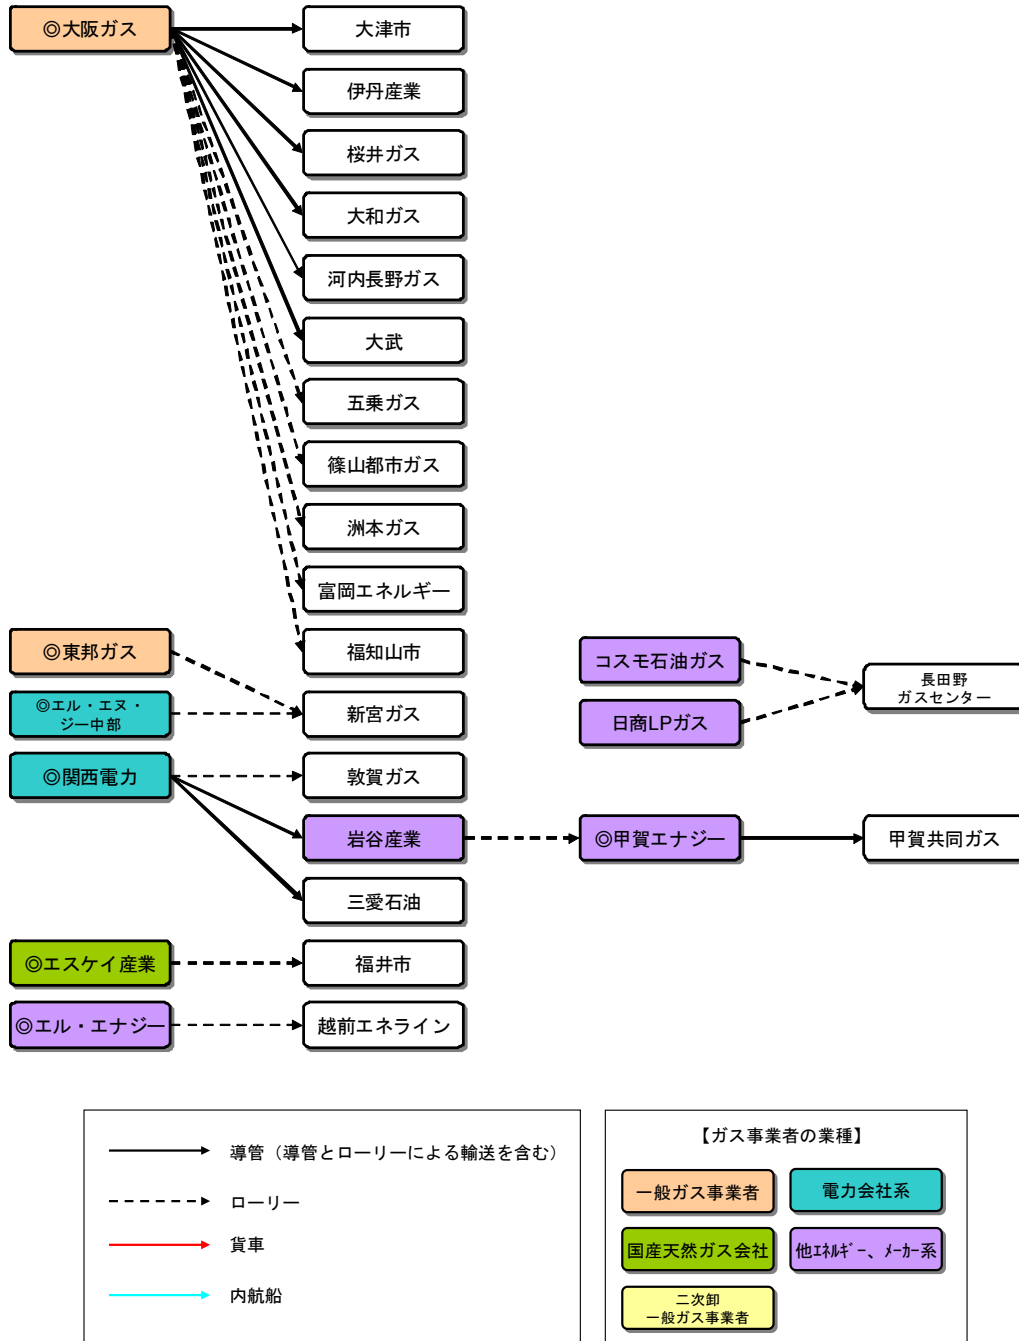 ◎大阪ガス
大津市
伊丹産業
桜井ガス
大和ガス
河内長野ガス
大武
五乗ガス
篠山都市ガス
洲本ガス
富岡エネルギー
◎東邦ガス
福知山市
コスモ石油ガス
長田野
ガスセンター
◎エル・エヌ・
ジー中部
新宮ガス
日商LPガス
◎関西電力
敦賀ガス
岩谷産業
◎甲賀エナジー
甲賀共同ガス
三愛石油
◎エスケイ産業
福井市
◎エル・エナジー
越前エネライン
導管（導管とローリーによる輸送を含む）
ローリー
貨車
内航船
【ガス事業者の業種】
一般ガス事業者
電力会社系
国産天然ガス会社
他ｴﾈﾙｷﾞｰ、ﾒｰｶｰ系
二次卸
一般ガス事業者